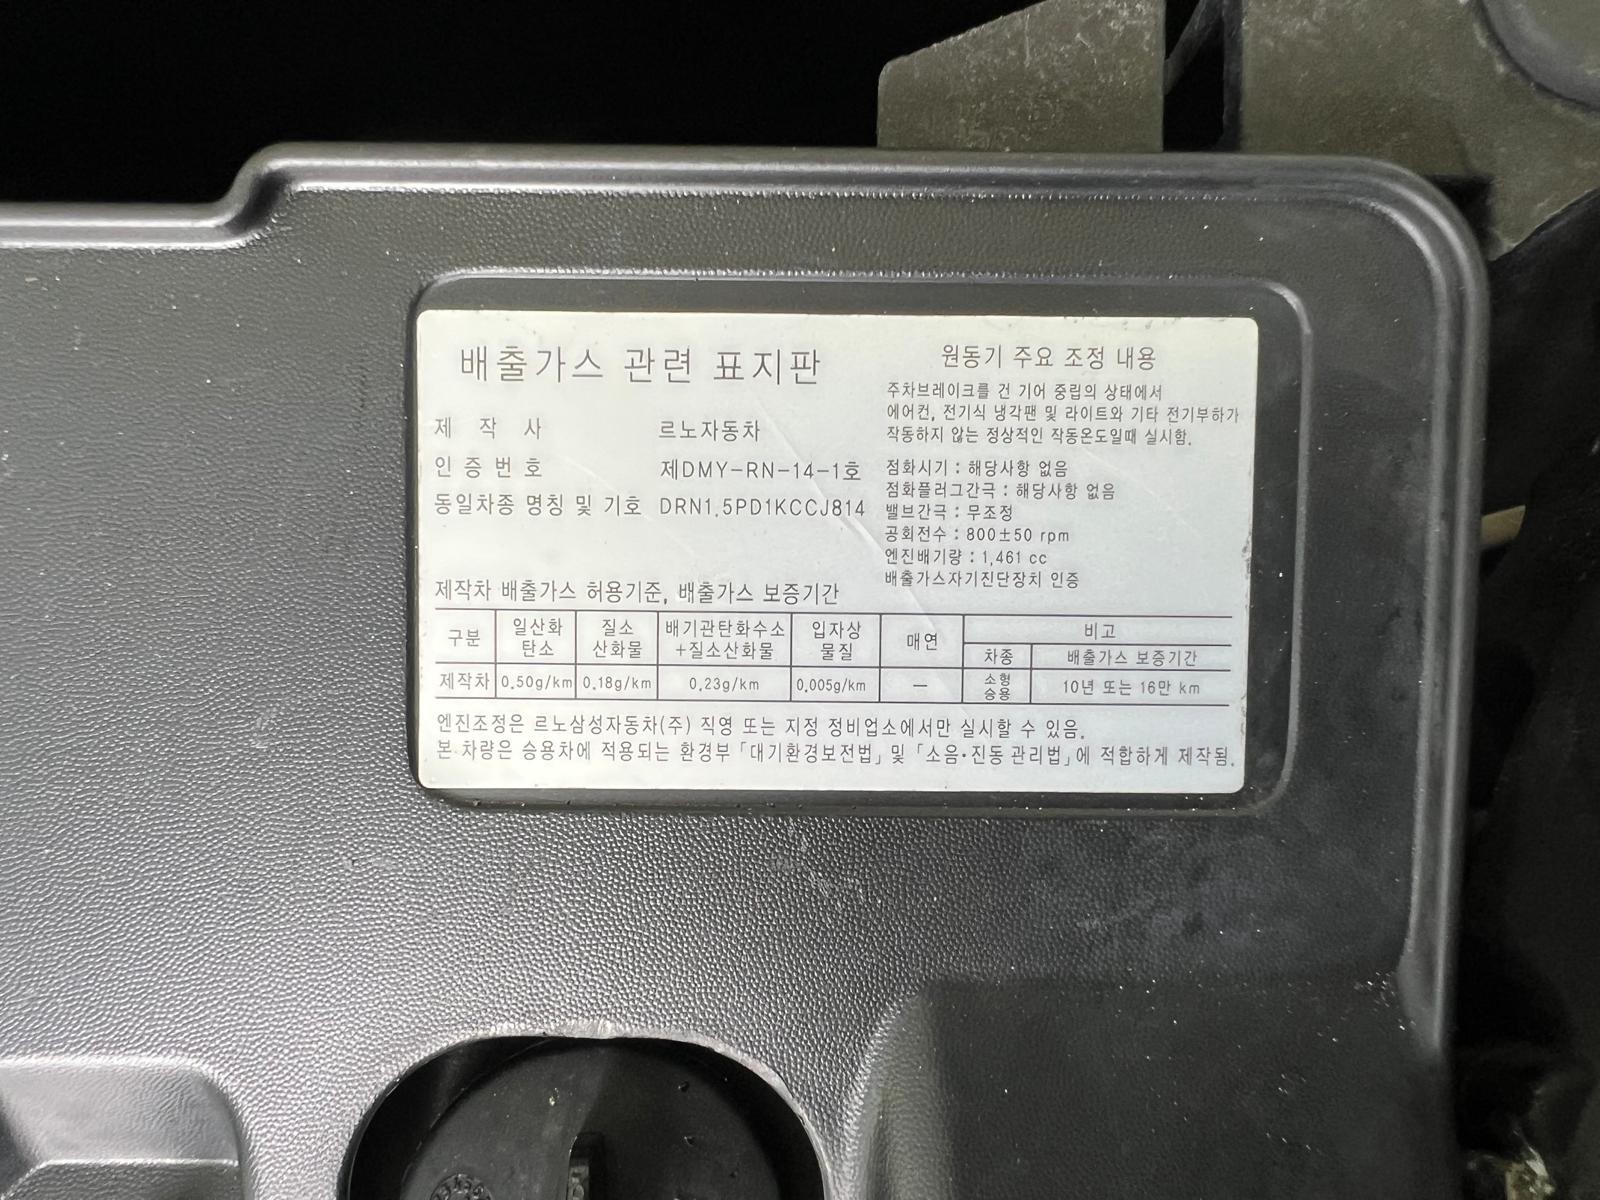 배출가스 관련 표지판
제 작 사 르노자동차
인 증 번 호 제DMY-RN-14-1호
동일차종 명칭 및 기호 DRN1.5PD1KCCJ814
원동기 주요 조정 내용
주차브레이크를 건 기어 중립의 상태에서
에어컨, 전기식 냉각팬 및 라이트와 기타 전기부하가
작동하지 않는 정상적인 작동온도일때 실시함.
점화시기 : 해당사항 없음
점화플러그간극 : 해당사항 없음
밸브간극 : 무조정
공회전수 : 800±50 rpm
엔진배기량 : 1,461 cc
배출가스자기진단장치 인증
제작차 배출가스 허용기준, 배출가스 보증기간
구분 일산화탄소 질소산화물 배기관탄화수소+질소산화물 입자상물질 매연 비고
차종 배출가스 보증기간
제작차 0.50g/km 0.18g/km 0.23g/km 0.005g/km — 소형승용 10년 또는 16만 km
엔진조정은 르노삼성자동차(주) 직영 또는 지정 정비업소에서만 실시할 수 있음.
본 차량은 승용차에 적용되는 환경부 「대기환경보전법」 및 「소음·진동 관리법」에 적합하게 제작됨.